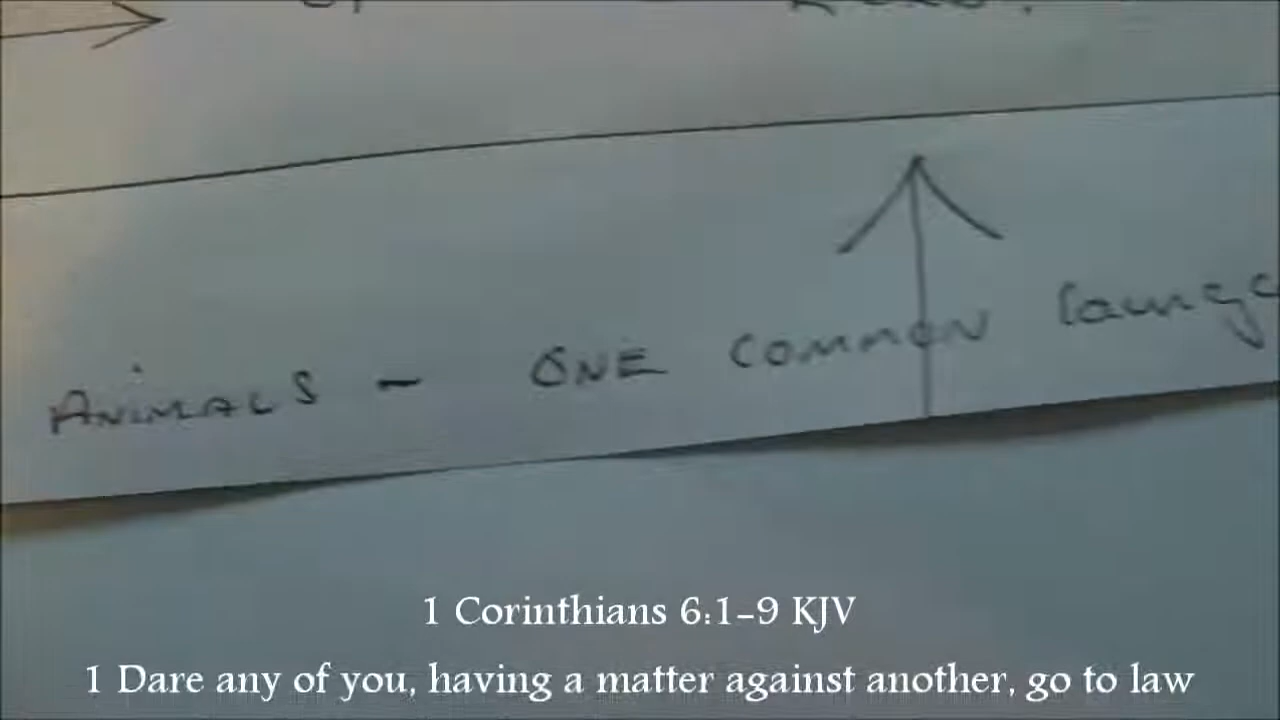 ANIMALS - ONE COMMON
1 Corinthians 6:1-9 KJV
1 Dare any of you, having a matter against another, go to law